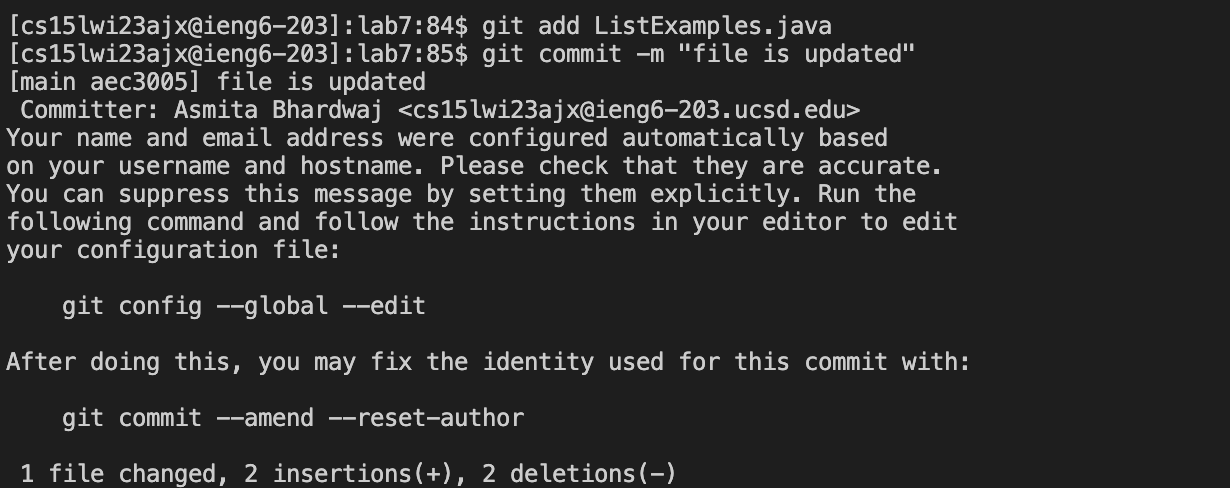 [cs15lwi23ajx@ieng6-203]:lab7:84$ git add ListExamples.java
[cs15lwi23ajx@ieng6-203]:lab7:85$ git commit -m "file is updated"
[main aec3005] file is updated
 Committer: Asmita Bhardwaj <cs15lwi23ajx@ieng6-203.ucsd.edu>
Your name and email address were configured automatically based
on your username and hostname. Please check that they are accurate.
You can suppress this message by setting them explicitly. Run the
following command and follow the instructions in your editor to edit
your configuration file:

    git config --global --edit

After doing this, you may fix the identity used for this commit with:

    git commit --amend --reset-author

 1 file changed, 2 insertions(+), 2 deletions(-)